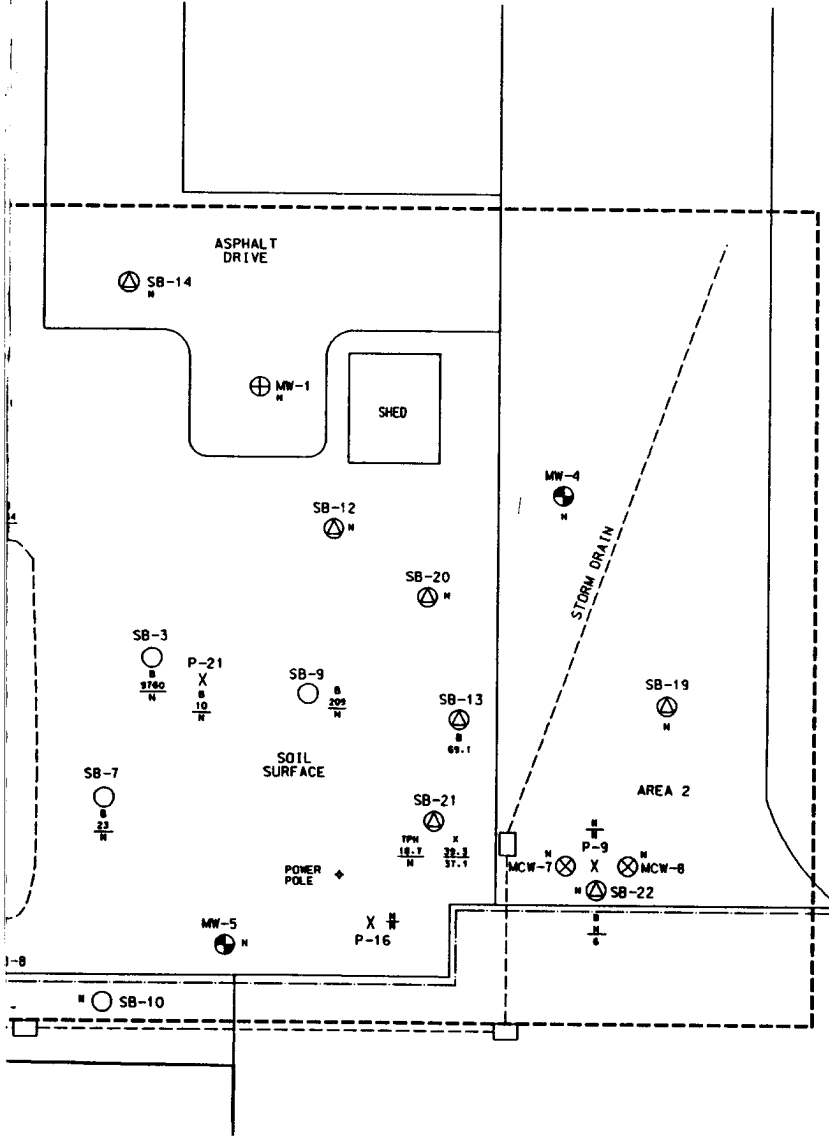 ASPHALT
DRIVE
SB-14
N
MW-1
N
SHED
MW-4
N
SB-12
N
STORM DRAIN
SB-20
N
SB-3
B
9760
N
P-21
X
B
10
N
SB-9
B
209
N
SB-13
B
69.1
SB-19
N
SOIL
SURFACE
SB-7
B
23
N
SB-21
TPH
18.7
N
X
39.3
37.1
AREA 2
N
N
P-9
X
N
MCW-7
N
MCW-8
N
SB-22
B
N
6
POWER
POLE
MW-5
N
X
N
N
P-16
N
SB-10